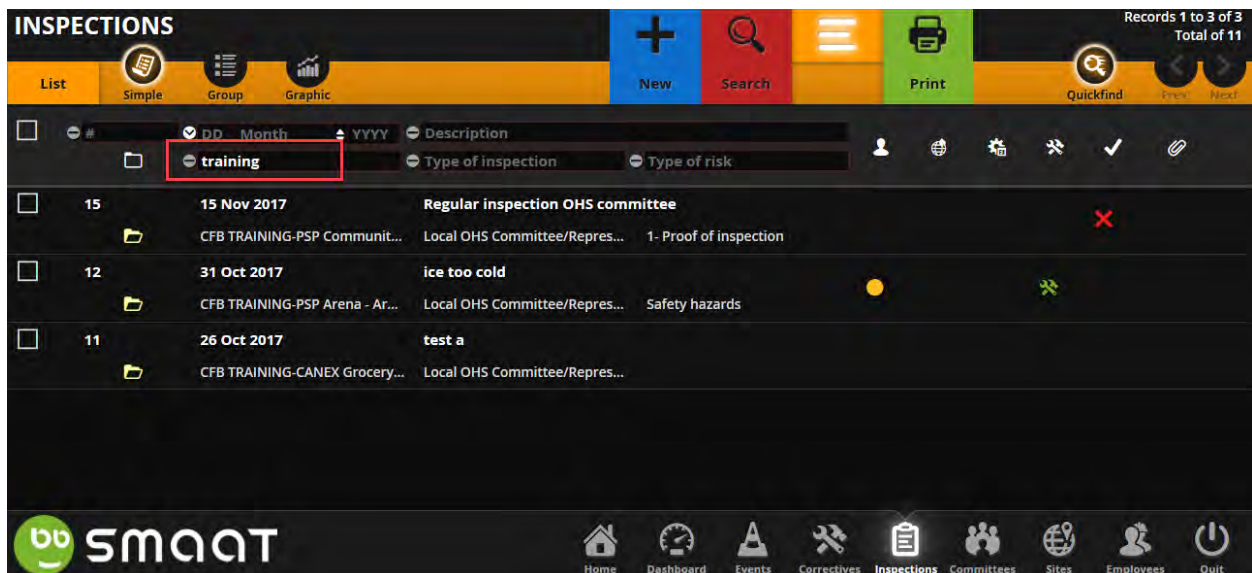 INSPECTIONS
Records 1 to 3 of 3
Total of 11
List
Simple
Group
Graphic
New
Search
Print
Quickfind
Prev
Next
#
DD Month YYYY
Description
training
Type of inspection
Type of risk
15
15 Nov 2017
Regular inspection OHS committee
CFB TRAINING-PSP Communit...
Local OHS Committee/Repres...
1- Proof of inspection
12
31 Oct 2017
ice too cold
CFB TRAINING-PSP Arena - Ar...
Local OHS Committee/Repres...
Safety hazards
11
26 Oct 2017
test a
CFB TRAINING-CANEX Grocery...
Local OHS Committee/Repres...
smaat
Home
Dashboard
Events
Correctives
Inspections
Committees
Sites
Employees
Quit